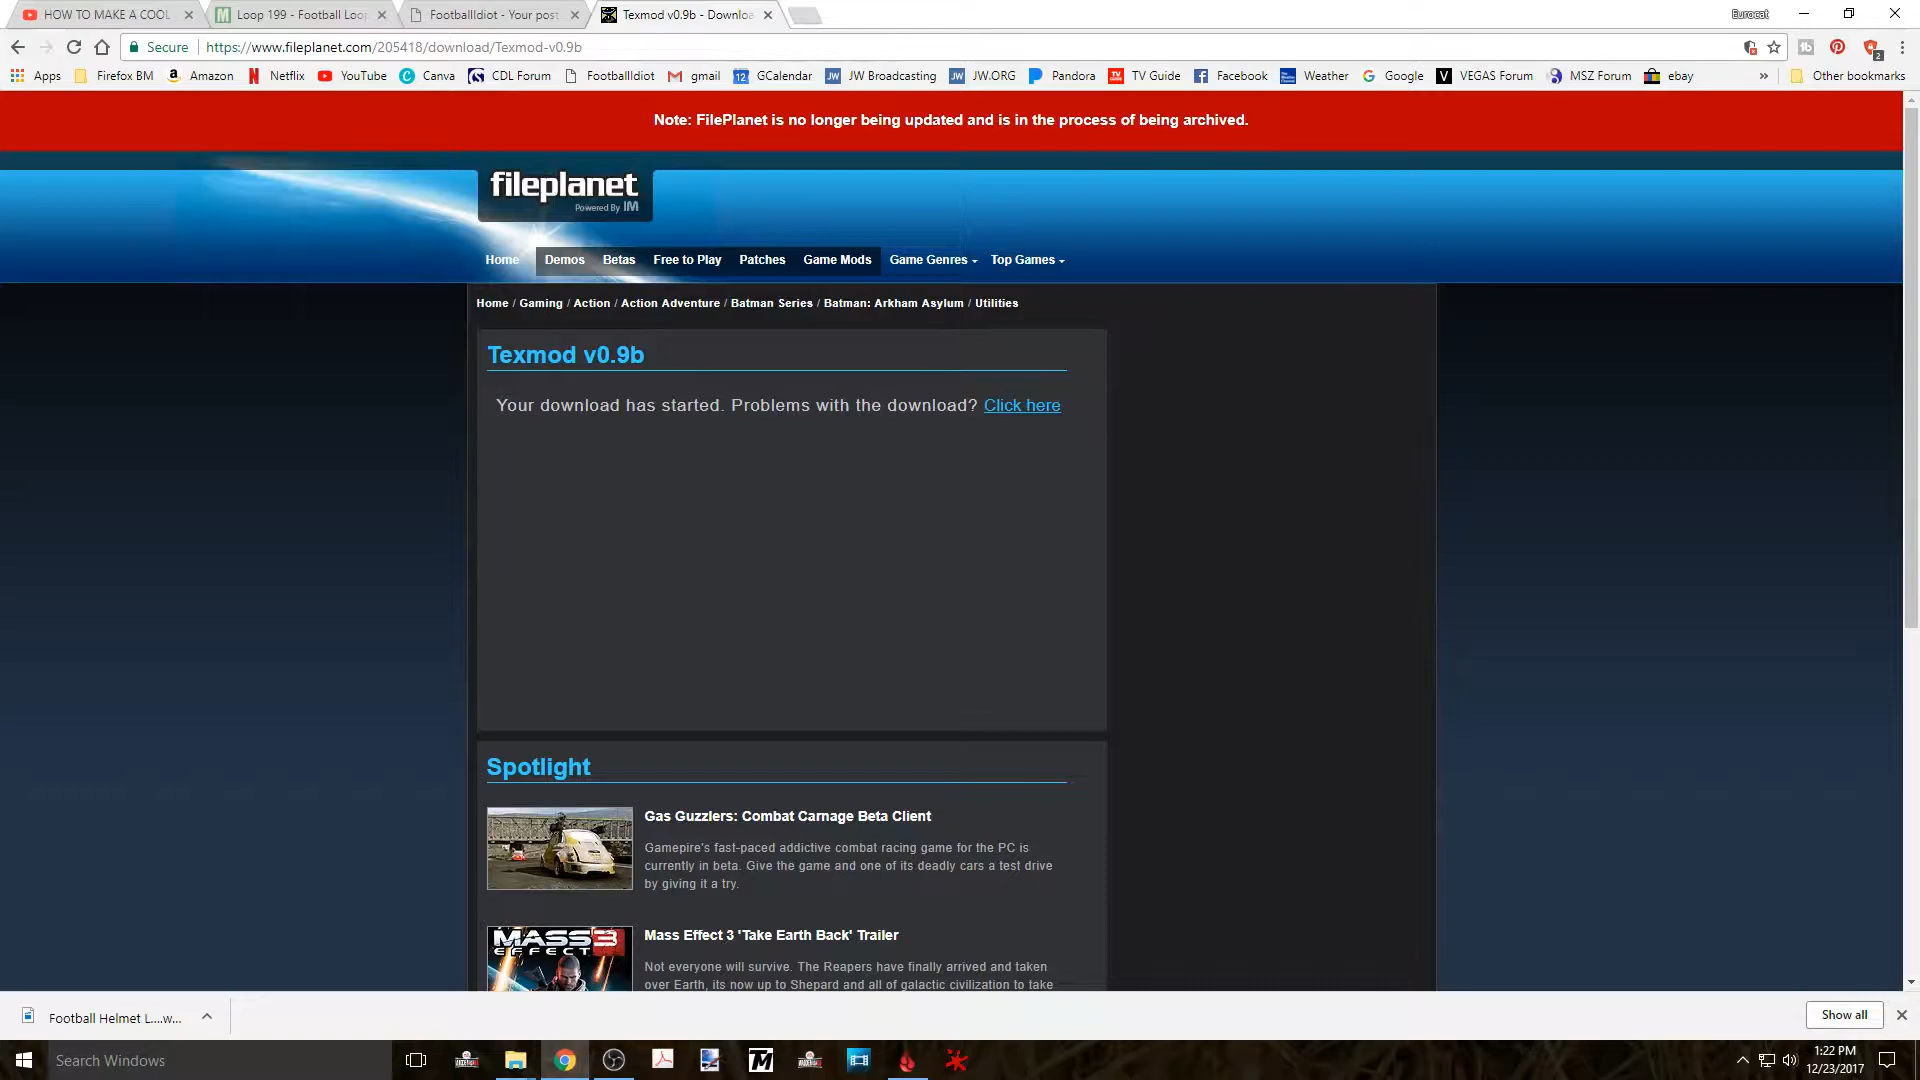 HOW TO MAKE A COOL
Loop 199 - Football Loop
FootballIdiot - Your post
Texmod v0.9b - Downloa
Eurocat
Secure
https://www.fileplanet.com/205418/download/Texmod-v0.9b
2
Apps
Firefox BM
Amazon
Netflix
YouTube
Canva
CDL Forum
FootballIdiot
gmail
GCalendar
JW Broadcasting
JW.ORG
Pandora
TV Guide
Facebook
Weather
Google
VEGAS Forum
MSZ Forum
ebay
»
Other bookmarks
Note: FilePlanet is no longer being updated and is in the process of being archived.
fileplanet
Powered By IM
Home
Demos
Betas
Free to Play
Patches
Game Mods
Game Genres
Top Games
Home / Gaming / Action / Action Adventure / Batman Series / Batman: Arkham Asylum / Utilities
Texmod v0.9b
Your download has started. Problems with the download? Click here
Spotlight
Gas Guzzlers: Combat Carnage Beta Client
Gamepire's fast-paced addictive combat racing game for the PC is
currently in beta. Give the game and one of its deadly cars a test drive
by giving it a try.
MASS EFFECT 3
Mass Effect 3 'Take Earth Back' Trailer
Not everyone will survive. The Reapers have finally arrived and taken
over Earth, its now up to Shepard and all of galactic civilization to take
Football Helmet L....w...
Show all
Search Windows
1:22 PM
12/23/2017